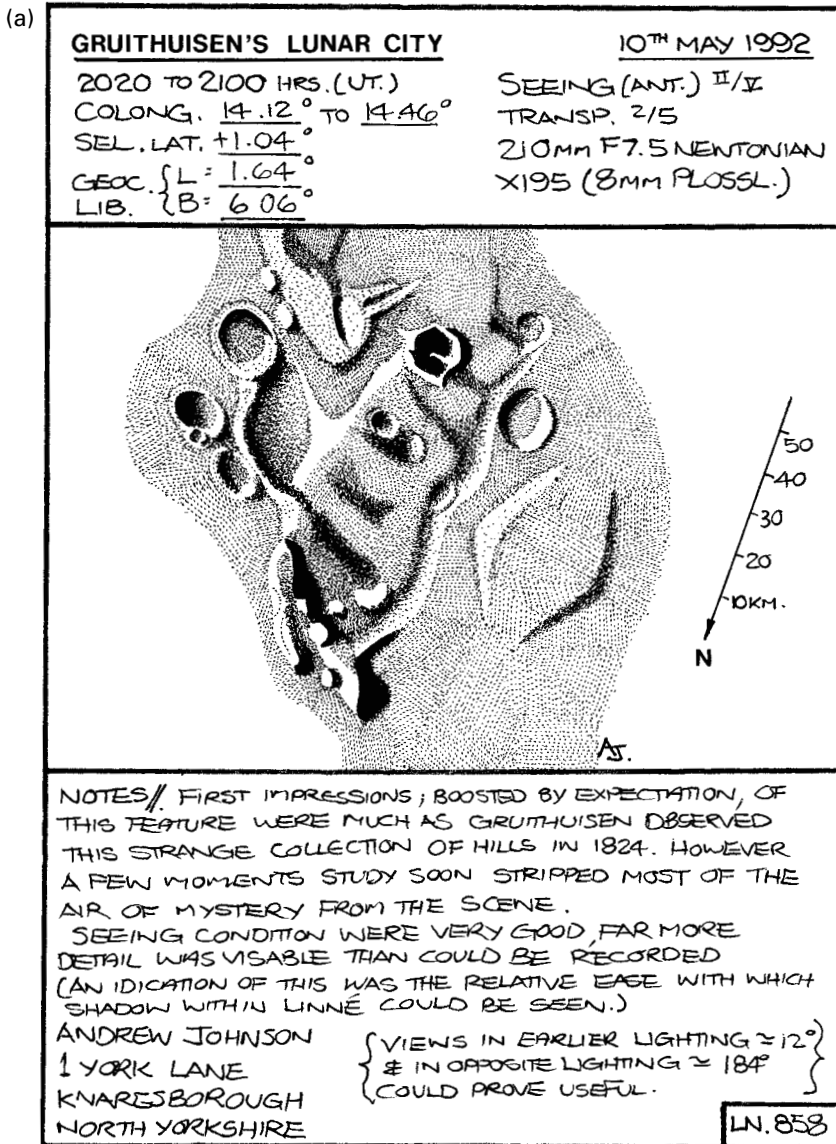 (a)
GRUITHUISEN'S LUNAR CITY
10TH MAY 1992
2020 TO 2100 HRS. (UT.)
COLONG. 14.12° TO 14.46°
SEL. LAT. +1.04°
GEOC. LIB. { L = 1.64°
B = 6 06°
SEEING (ANT.) II/V
TRANSP. 2/5
210MM F7.5 NEWTONIAN
X195 (8MM PLOSSL.)
50
40
30
20
10KM.
N
AJ.
NOTES// FIRST IMPRESSIONS; BOOSTED BY EXPECTATION, OF
THIS FEATURE WERE MUCH AS GRUITHUISEN OBSERVED
THIS STRANGE COLLECTION OF HILLS IN 1824. HOWEVER
A FEW MOMENTS STUDY SOON STRIPPED MOST OF THE
AIR OF MYSTERY FROM THE SCENE.
SEEING CONDITION WERE VERY GOOD, FAR MORE
DETAIL WAS VISABLE THAN COULD BE RECORDED
(AN IDICATION OF THIS WAS THE RELATIVE EASE WITH WHICH
SHADOW WITHIN LINNÉ COULD BE SEEN.)
ANDREW JOHNSON
1 YORK LANE
KNARESBOROUGH
NORTH YORKSHIRE
{VIEWS IN EARLIER LIGHTING ≃ 12°
& IN OPPOSITE LIGHTING ≃ 184°
COULD PROVE USEFUL.}
LN. 858